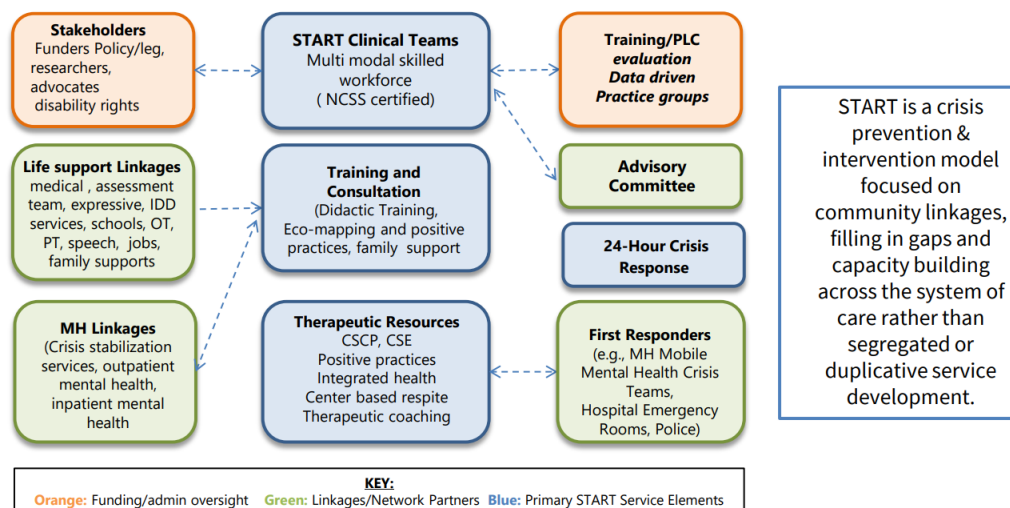 Stakeholders
Funders Policy/leg,
researchers,
advocates
disability rights
START Clinical Teams
Multi modal skilled
workforce
( NCSS certified)
Training/PLC
evaluation
Data driven
Practice groups
Life support Linkages
medical , assessment
team, expressive, IDD
services, schools, OT,
PT, speech, jobs,
family supports
Training and
Consultation
(Didactic Training,
Eco-mapping and positive
practices, family support
Advisory
Committee
24-Hour Crisis
Response
MH Linkages
(Crisis stabilization
services, outpatient
mental health,
inpatient mental
health
Therapeutic Resources
CSCP, CSE
Positive practices
Integrated health
Center based respite
Therapeutic coaching
First Responders
(e.g., MH Mobile
Mental Health Crisis
Teams,
Hospital Emergency
Rooms, Police)
START is a crisis
prevention &
intervention model
focused on
community linkages,
filling in gaps and
capacity building
across the system of
care rather than
segregated or
duplicative service
development.
KEY:
Orange: Funding/admin oversight Green: Linkages/Network Partners Blue: Primary START Service Elements